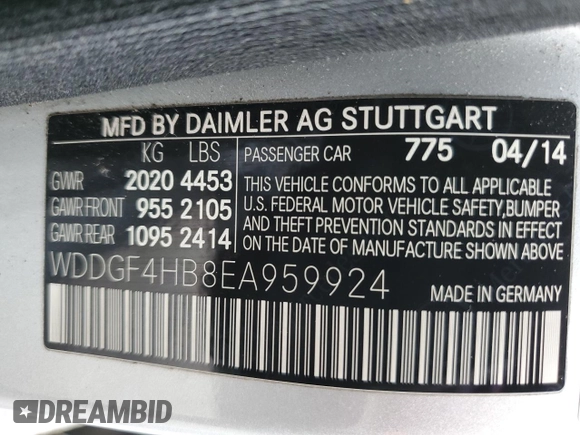 MFD BY DAIMLER AG STUTTGART
KG LBS
GVWR 2020 4453
GAWR FRONT 955 2105
GAWR REAR 1095 2414
PASSENGER CAR 775 04/14
THIS VEHICLE CONFORMS TO ALL APPLICABLE
U.S. FEDERAL MOTOR VEHICLE SAFETY,BUMPER,
AND THEFT PREVENTION STANDARDS IN EFFECT
ON THE DATE OF MANUFACTURE SHOWN ABOVE
WDDGF4HB8EA959924
MADE IN GERMANY
DREAMBID